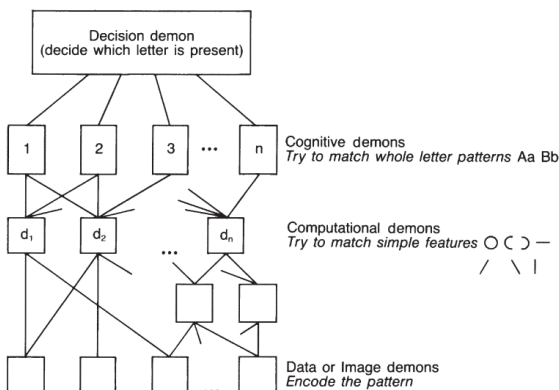 Decision demon
(decide which letter is present)
1 2 3 ... n
Cognitive demons
Try to match whole letter patterns Aa Bb
d1 d2 ... dn
Computational demons
Try to match simple features
Data or Image demons
Encode the pattern